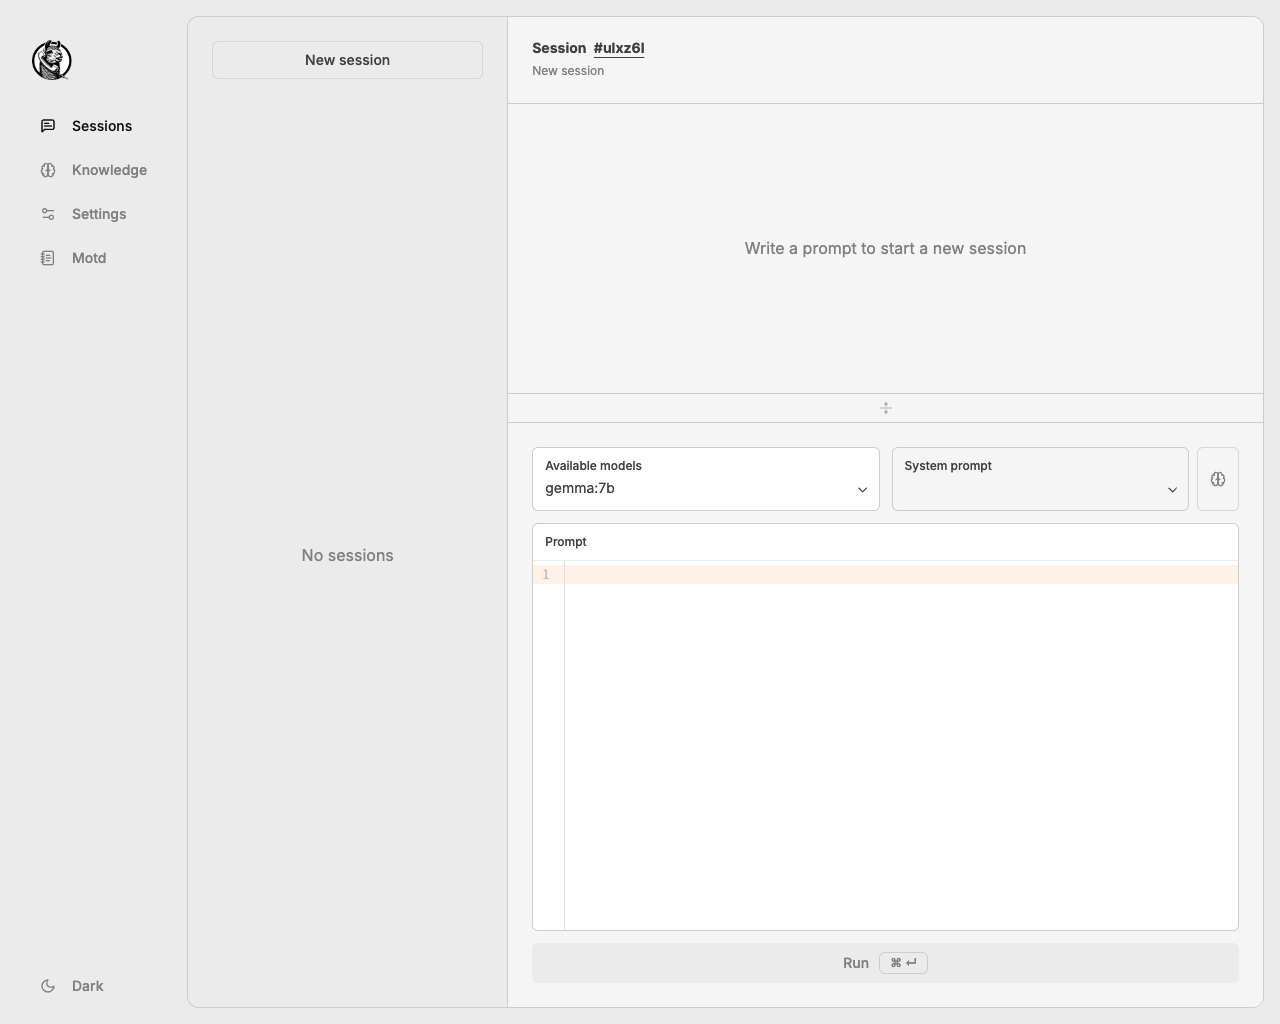 Sessions
Knowledge
Settings
Motd
Dark
New session
No sessions
Session #ulxz6l
New session
Write a prompt to start a new session
Available models
gemma:7b
System prompt
Prompt
1
Run ⌘ ↵